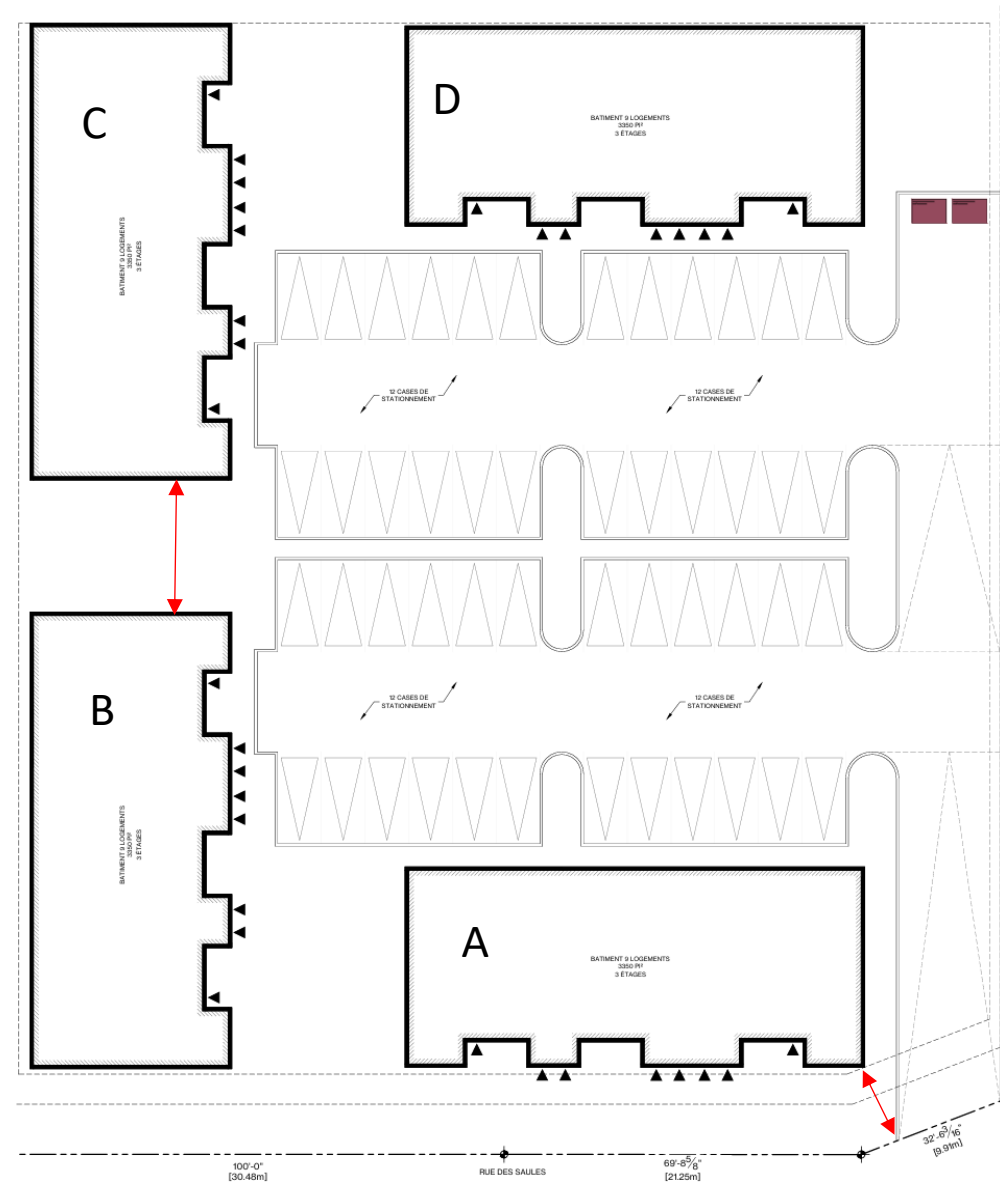 C
D
BATIMENT 9 LOGEMENTS
3350 PI²
3 ÉTAGES
BATIMENT 9 LOGEMENTS
3350 PI²
3 ÉTAGES
12 CASES DE
STATIONNEMENT
12 CASES DE
STATIONNEMENT
B
12 CASES DE
STATIONNEMENT
12 CASES DE
STATIONNEMENT
BATIMENT 9 LOGEMENTS
3350 PI²
3 ÉTAGES
A
BATIMENT 9 LOGEMENTS
3350 PI²
3 ÉTAGES
100'-0"
[30.48m]
RUE DES SAULES
69'-8 5/8"
[21.25m]
32'-6 3/16"
[9.91m]